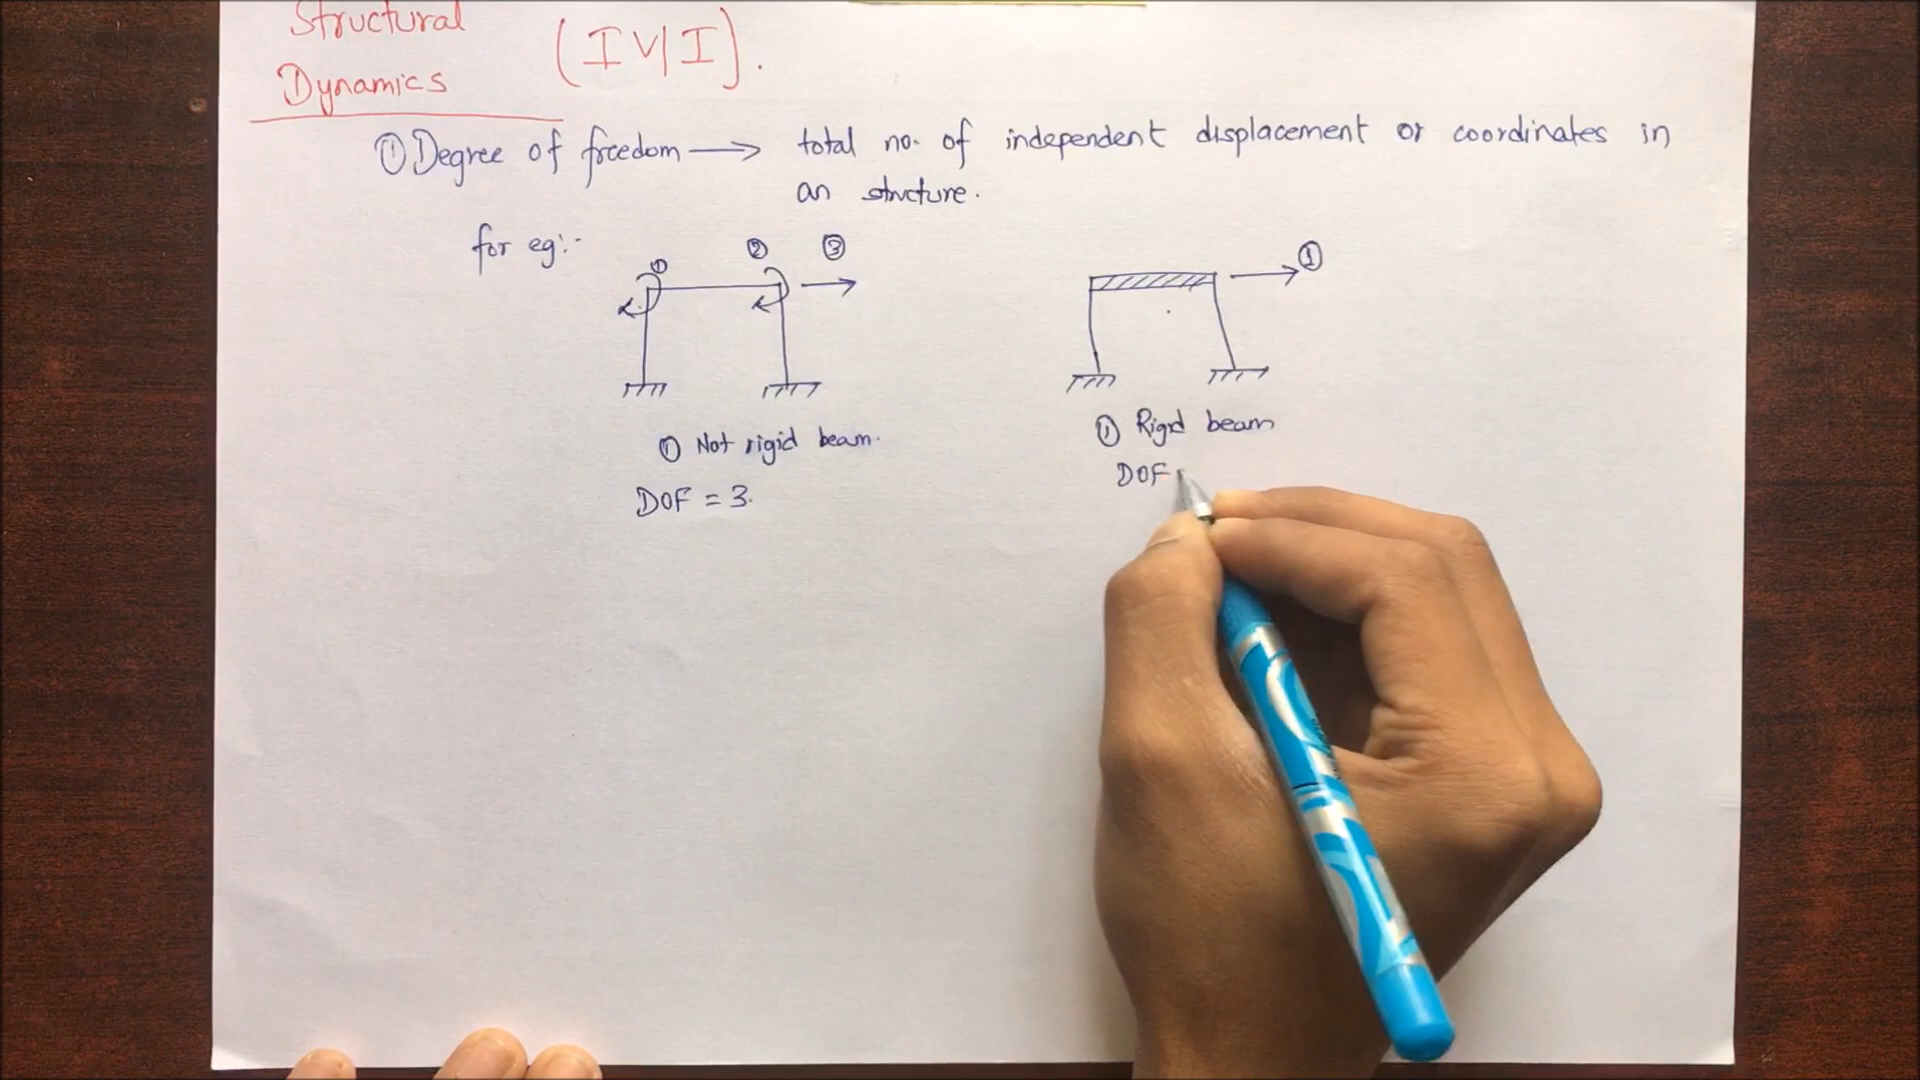 Structural
Dynamics
(IV/I).
① Degree of freedom → total no. of independent displacement or coordinates in
an structure.
for eg:-
① ② ③
①
① Not rigid beam.
DOF = 3.
① Rigid beam
DOF